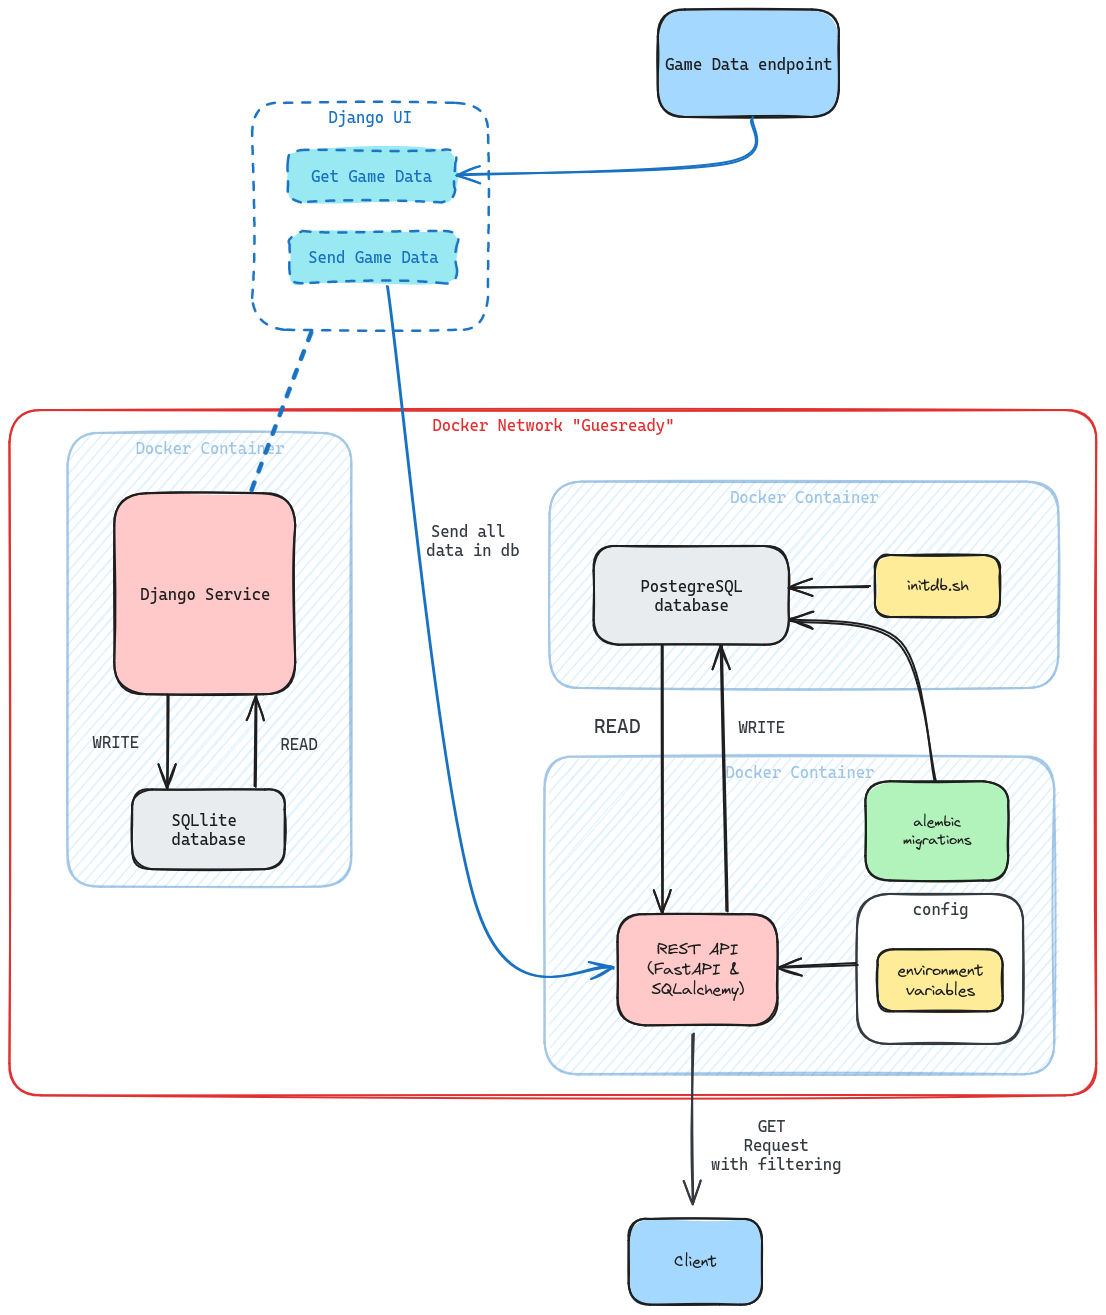 Game Data endpoint
Django UI
Get Game Data
Send Game Data
Docker Network "Guesready"
Docker Container
Django Service
WRITE
READ
SQLlite
database
Send all
data in db
Docker Container
PostegreSQL
database
initdb.sh
READ
WRITE
Docker Container
alembic
migrations
config
environment
variables
REST API
(FastAPI &
SQLalchemy)
GET
Request
with filtering
Client